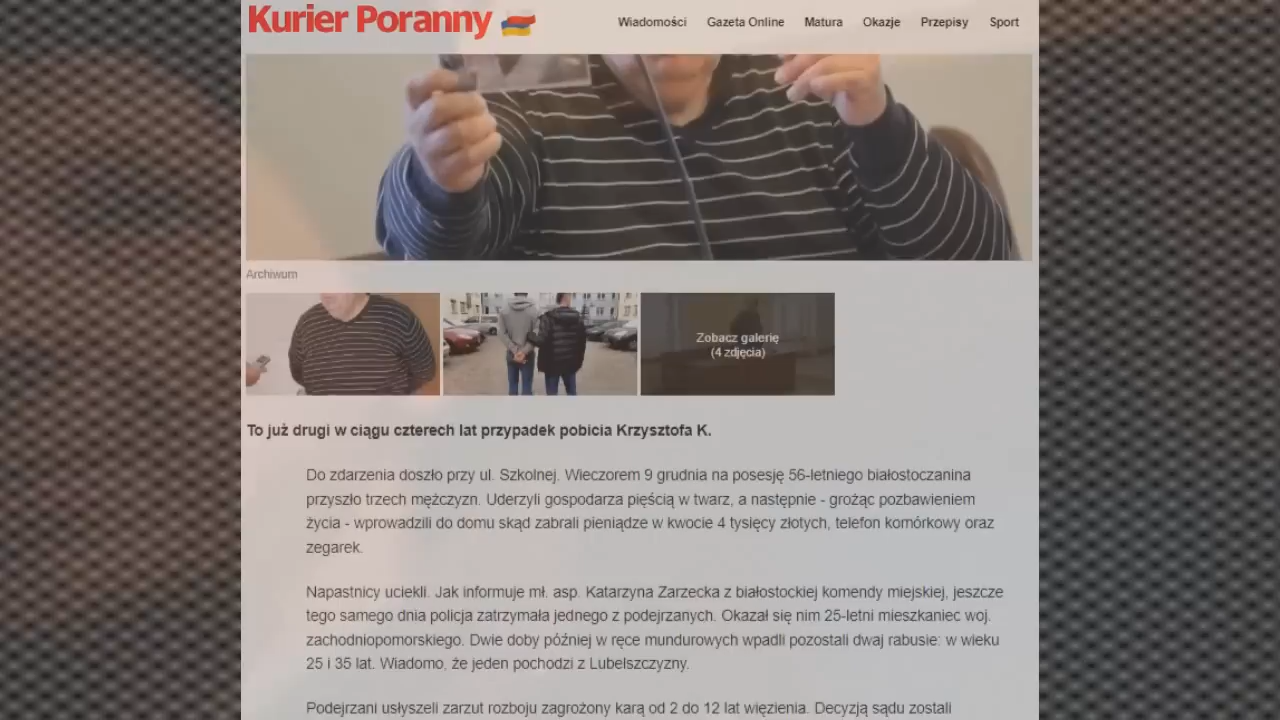 Kurier Poranny
Wiadomości Gazeta Online Matura Okazje Przepisy Sport
Archiwum
Zobacz galerię
(4 zdjęcia)
To już drugi w ciągu czterech lat przypadek pobicia Krzysztofa K.
Do zdarzenia doszło przy ul. Szkolnej. Wieczorem 9 grudnia na posesję 56-letniego białostoczanina
przyszło trzech mężczyzn. Uderzyli gospodarza pięścią w twarz, a następnie - grożąc pozbawieniem
życia - wprowadzili do domu skąd zabrali pieniądze w kwocie 4 tysięcy złotych, telefon komórkowy oraz
zegarek.
Napastnicy uciekli. Jak informuje mł. asp. Katarzyna Zarzecka z białostockiej komendy miejskiej, jeszcze
tego samego dnia policja zatrzymała jednego z podejrzanych. Okazał się nim 25-letni mieszkaniec woj.
zachodniopomorskiego. Dwie doby później w ręce mundurowych wpadli pozostali dwaj rabusie: w wieku
25 i 35 lat. Wiadomo, że jeden pochodzi z Lubelszczyzny.
Podejrzani usłyszeli zarzut rozboju zagrożony karą od 2 do 12 lat więzienia. Decyzją sądu zostali